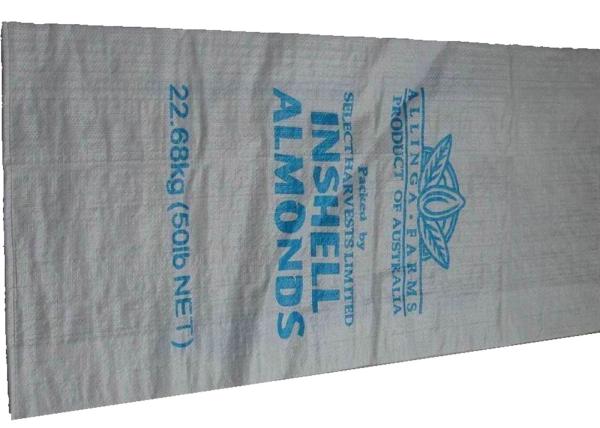 ALLINGA · FARMS
PRODUCT OF AUSTRALIA
Packed by
SELECT HARVESTS LIMITED
INSHELL
ALMONDS
22.68kg (50lb NET)